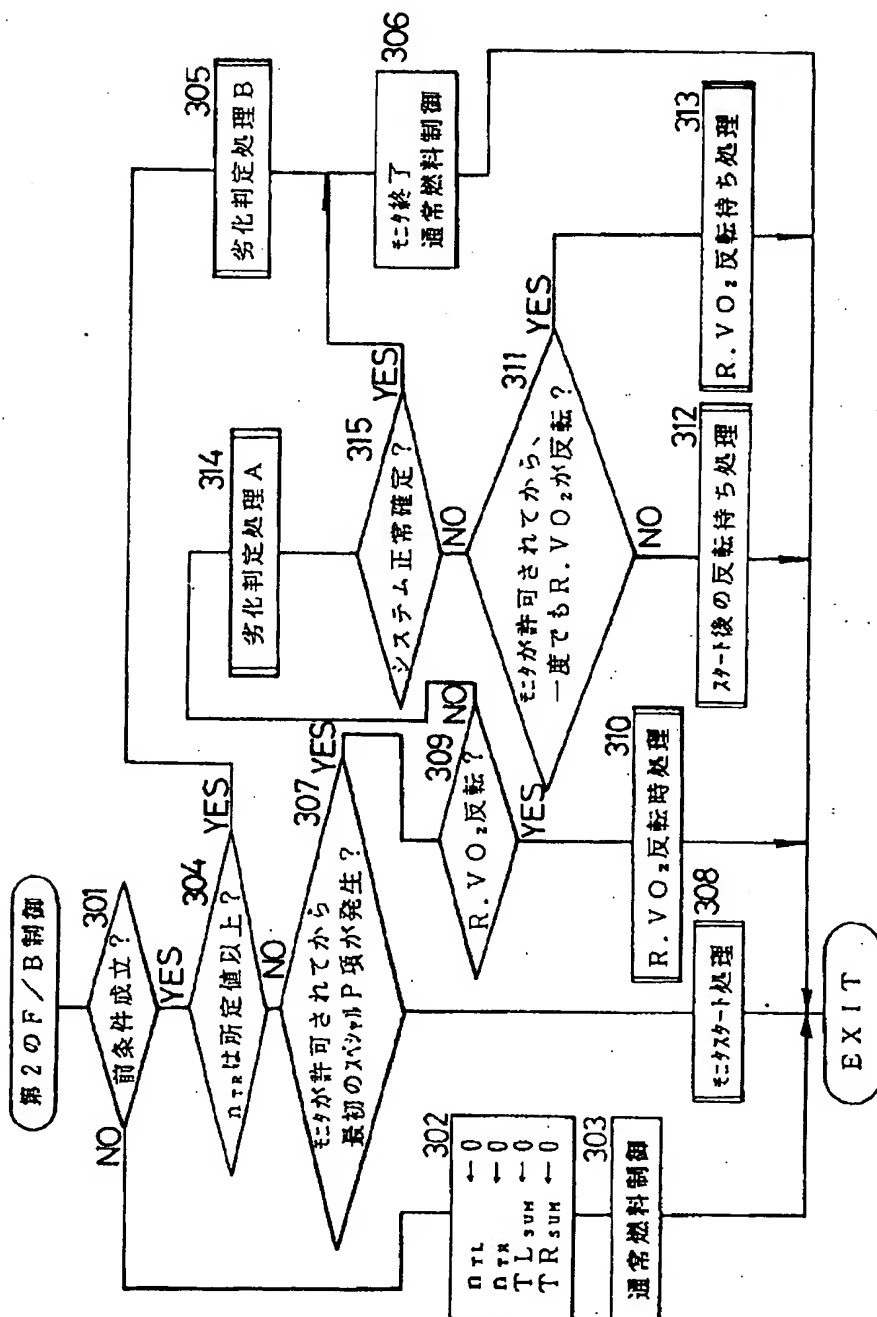 第2のF/B制御
301
前条件成立?
NO
YES
302
nTL ←0
nTR ←0
TLSUM ←0
TRSUM ←0
303
通常燃料制御
304
nTRは所定値以上?
YES
NO
305
劣化判定処理B
306
モニタ終了
通常燃料制御
307
モニタが許可されてから
最初のスペシャルP項が発生?
YES
308
モニタスタート処理
309
R.VO₂反転?
NO
YES
310
R.VO₂反転時処理
314
劣化判定処理A
315
システム正常確定?
YES
NO
311
モニタが許可されてから、
一度でもR.VO₂が反転?
YES
NO
312
スタート後の反転待ち処理
313
R.VO₂反転待ち処理
EXIT